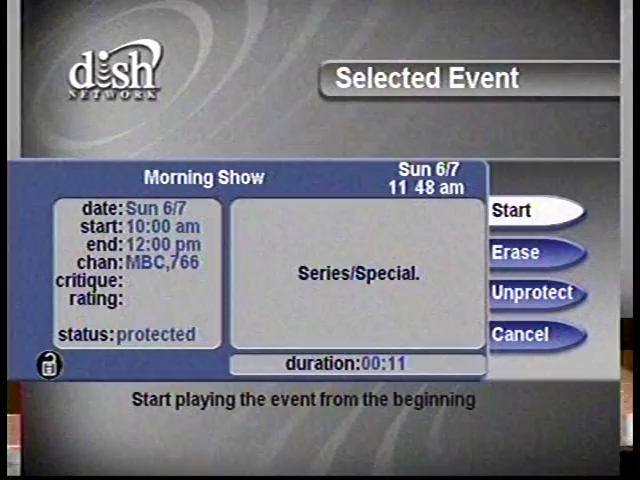 dish
NETWORK
Selected Event
Morning Show
Sun 6/7
11 48 am
date: Sun 6/7
start: 10:00 am
end: 12:00 pm
chan: MBC,766
critique:
rating:
status: protected
Series/Special.
duration:00:11
Start
Erase
Unprotect
Cancel
Start playing the event from the beginning